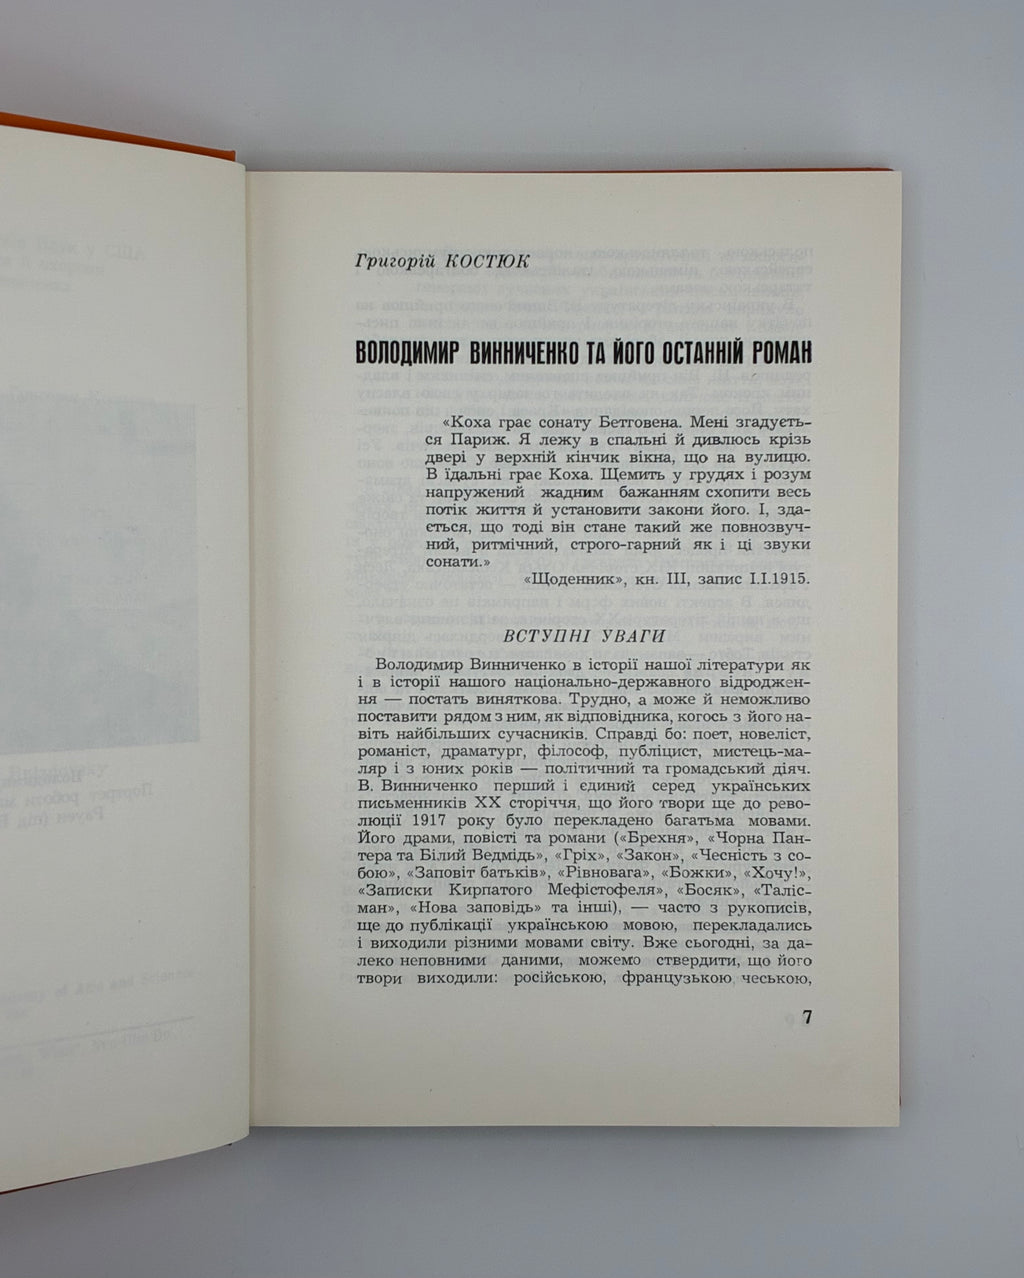 Григорій КОСТЮК
ВОЛОДИМИР ВИННИЧЕНКО ТА ЙОГО ОСТАННІЙ РОМАН
«Коха грає сонату Бетговена. Мені згадуєть-
ся Париж. Я лежу в спальні й дивлюсь крізь
двері у верхній кінчик вікна, що на вулицю.
В їдальні грає Коха. Щемить у грудях і розум
напружений жадним бажанням схопити весь
потік життя й установити закони його. І, зда-
ється, що тоді він стане такий же повнозвуч-
ний, ритмічний, строго-гарний як і ці звуки
сонати.»
«Щоденник», кн. III, запис I.I.1915.
ВСТУПНІ УВАГИ
Володимир Винниченко в історії нашої літератури як
і в історії нашого національно-державного відроджен-
ня — постать виняткова. Трудно, а може й неможливо
поставити рядом з ним, як відповідника, когось з його на-
віть найбільших сучасників. Справді бо: поет, новеліст,
романіст, драматург, філософ, публіцист, мистець-ма-
ляр і з юних років — політичний та громадський діяч.
В. Винниченко перший і єдиний серед українських
письменників XX сторіччя, що його твори ще до рево-
люції 1917 року було перекладено багатьма мовами.
Його драми, повісті та романи («Брехня», «Чорна Пан-
тера та Білий Ведмідь», «Гріх», «Закон», «Чесність з со-
бою», «Заповіт батьків», «Рівновага», «Божки», «Хочу!»,
«Записки Кирпатого Мефістофеля», «Босяк», «Таліс-
ман», «Нова заповідь» та інші), — часто з рукописів,
ще до публікації українською мовою, перекладались
і виходили різними мовами світу. Вже сьогодні, за да-
леко неповними даними, можемо ствердити, що його
твори виходили: російською, французькою чеською,
7